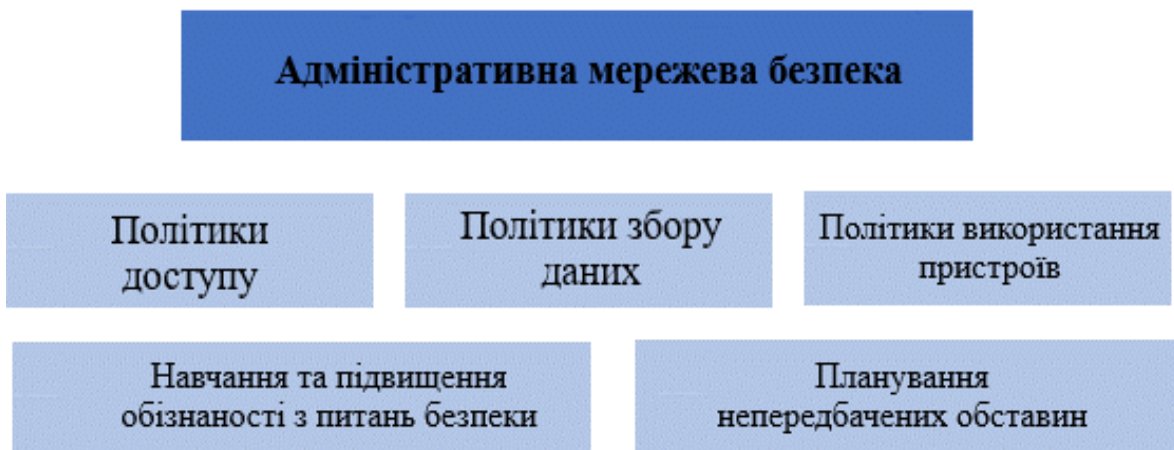 Адміністративна мережева безпека
Політики
доступу
Політики збору
даних
Політики використання
пристроїв
Навчання та підвищення
обізнаності з питань безпеки
Планування
непередбачених обставин